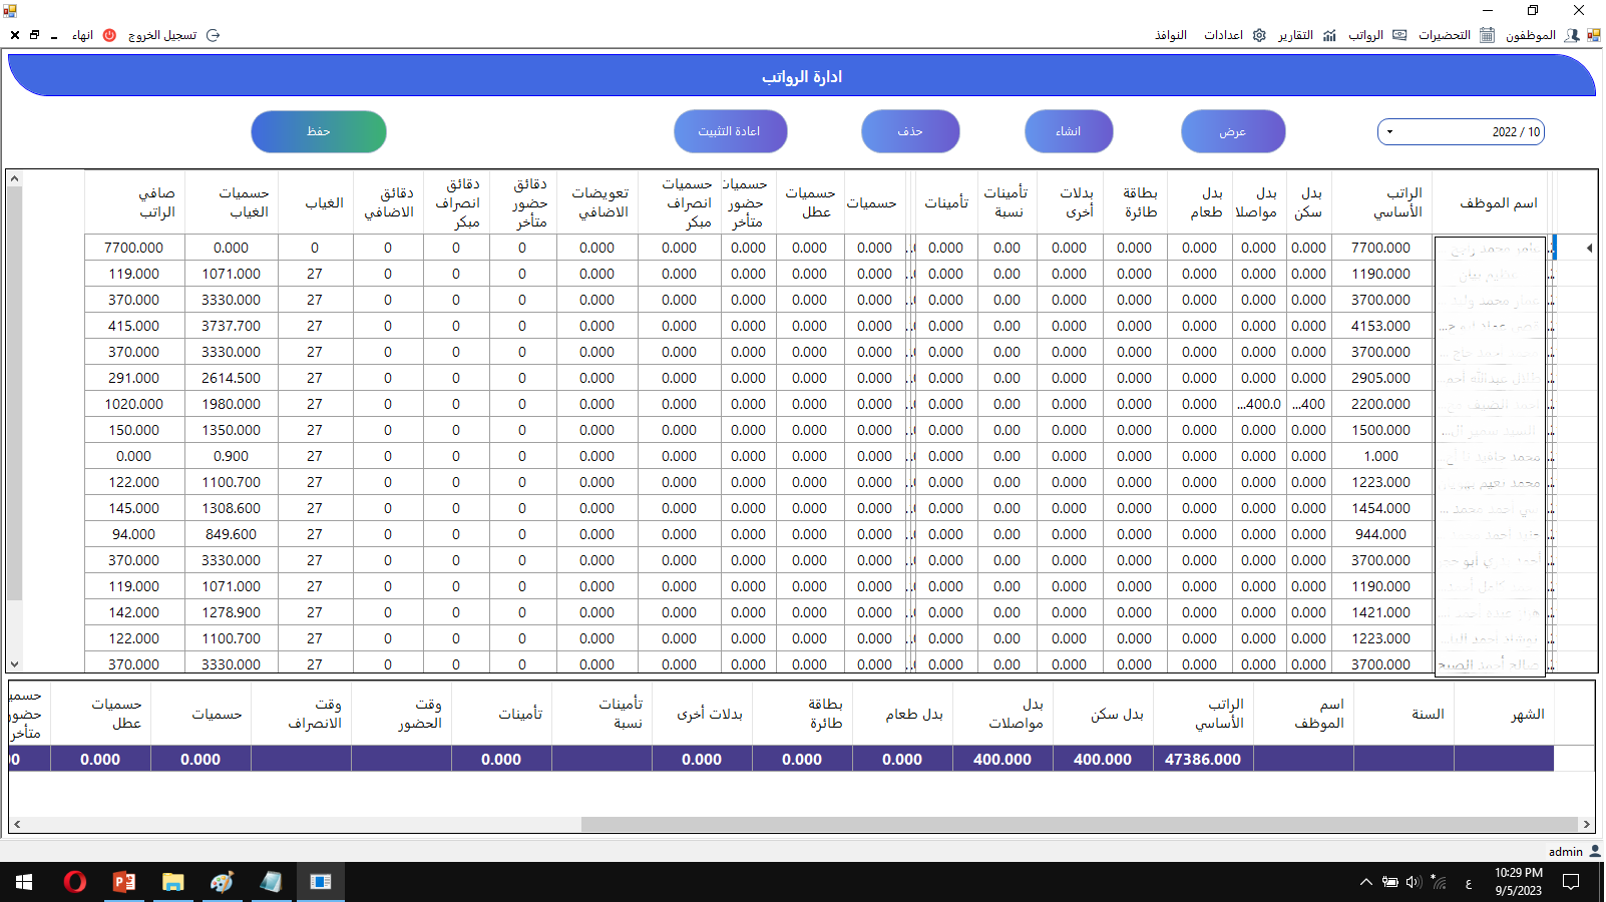 الموظفون التحضيرات الرواتب التقارير اعدادات النوافذ تسجيل الخروج انهاء
ادارة الرواتب
10 / 2022 عرض انشاء حذف اعادة التثبيت حفظ
اسم الموظف الراتب الأساسي بدل سكن بدل مواصلا بدل طعام بطاقة طائرة بدلات أخرى تأمينات نسبة تأمينات حسميات حسميات عطل حسميات حضور متأخر حسميات انصراف مبكر تعويضات الاضافي دقائق حضور متأخر دقائق انصراف مبكر دقائق الاضافي الغياب حسميات الغياب صافي الراتب
7700.000 0.000 0.000 0.000 0.000 0.000 0.00 0.000 0.000 0.000 0.000 0.000 0.000 0 0 0 0 0.000 7700.000
1190.000 0.000 0.000 0.000 0.000 0.000 0.00 0.000 0.000 0.000 0.000 0.000 0.000 0 0 0 27 1071.000 119.000
3700.000 0.000 0.000 0.000 0.000 0.000 0.00 0.000 0.000 0.000 0.000 0.000 0.000 0 0 0 27 3330.000 370.000
4153.000 0.000 0.000 0.000 0.000 0.000 0.00 0.000 0.000 0.000 0.000 0.000 0.000 0 0 0 27 3737.700 415.000
3700.000 0.000 0.000 0.000 0.000 0.000 0.00 0.000 0.000 0.000 0.000 0.000 0.000 0 0 0 27 3330.000 370.000
2905.000 0.000 0.000 0.000 0.000 0.000 0.00 0.000 0.000 0.000 0.000 0.000 0.000 0 0 0 27 2614.500 291.000
2200.000 400... 400.0... 0.000 0.000 0.000 0.00 0.000 0.000 0.000 0.000 0.000 0.000 0 0 0 27 1980.000 1020.000
1500.000 0.000 0.000 0.000 0.000 0.000 0.00 0.000 0.000 0.000 0.000 0.000 0.000 0 0 0 27 1350.000 150.000
1.000 0.000 0.000 0.000 0.000 0.000 0.00 0.000 0.000 0.000 0.000 0.000 0.000 0 0 0 27 0.900 0.000
1223.000 0.000 0.000 0.000 0.000 0.000 0.00 0.000 0.000 0.000 0.000 0.000 0.000 0 0 0 27 1100.700 122.000
1454.000 0.000 0.000 0.000 0.000 0.000 0.00 0.000 0.000 0.000 0.000 0.000 0.000 0 0 0 27 1308.600 145.000
944.000 0.000 0.000 0.000 0.000 0.000 0.00 0.000 0.000 0.000 0.000 0.000 0.000 0 0 0 27 849.600 94.000
3700.000 0.000 0.000 0.000 0.000 0.000 0.00 0.000 0.000 0.000 0.000 0.000 0.000 0 0 0 27 3330.000 370.000
1190.000 0.000 0.000 0.000 0.000 0.000 0.00 0.000 0.000 0.000 0.000 0.000 0.000 0 0 0 27 1071.000 119.000
1421.000 0.000 0.000 0.000 0.000 0.000 0.00 0.000 0.000 0.000 0.000 0.000 0.000 0 0 0 27 1278.900 142.000
1223.000 0.000 0.000 0.000 0.000 0.000 0.00 0.000 0.000 0.000 0.000 0.000 0.000 0 0 0 27 1100.700 122.000
3700.000 0.000 0.000 0.000 0.000 0.000 0.00 0.000 0.000 0.000 0.000 0.000 0.000 0 0 0 27 3330.000 370.000
الشهر السنة اسم الموظف الراتب الأساسي بدل سكن بدل مواصلات بدل طعام بطاقة طائرة بدلات أخرى تأمينات نسبة تأمينات وقت الحضور وقت الانصراف حسميات حسميات عطل حضور متأخر
47386.000 400.000 400.000 0.000 0.000 0.000 0.000 0.000 0.000
admin
10:29 PM
ع
9/5/2023